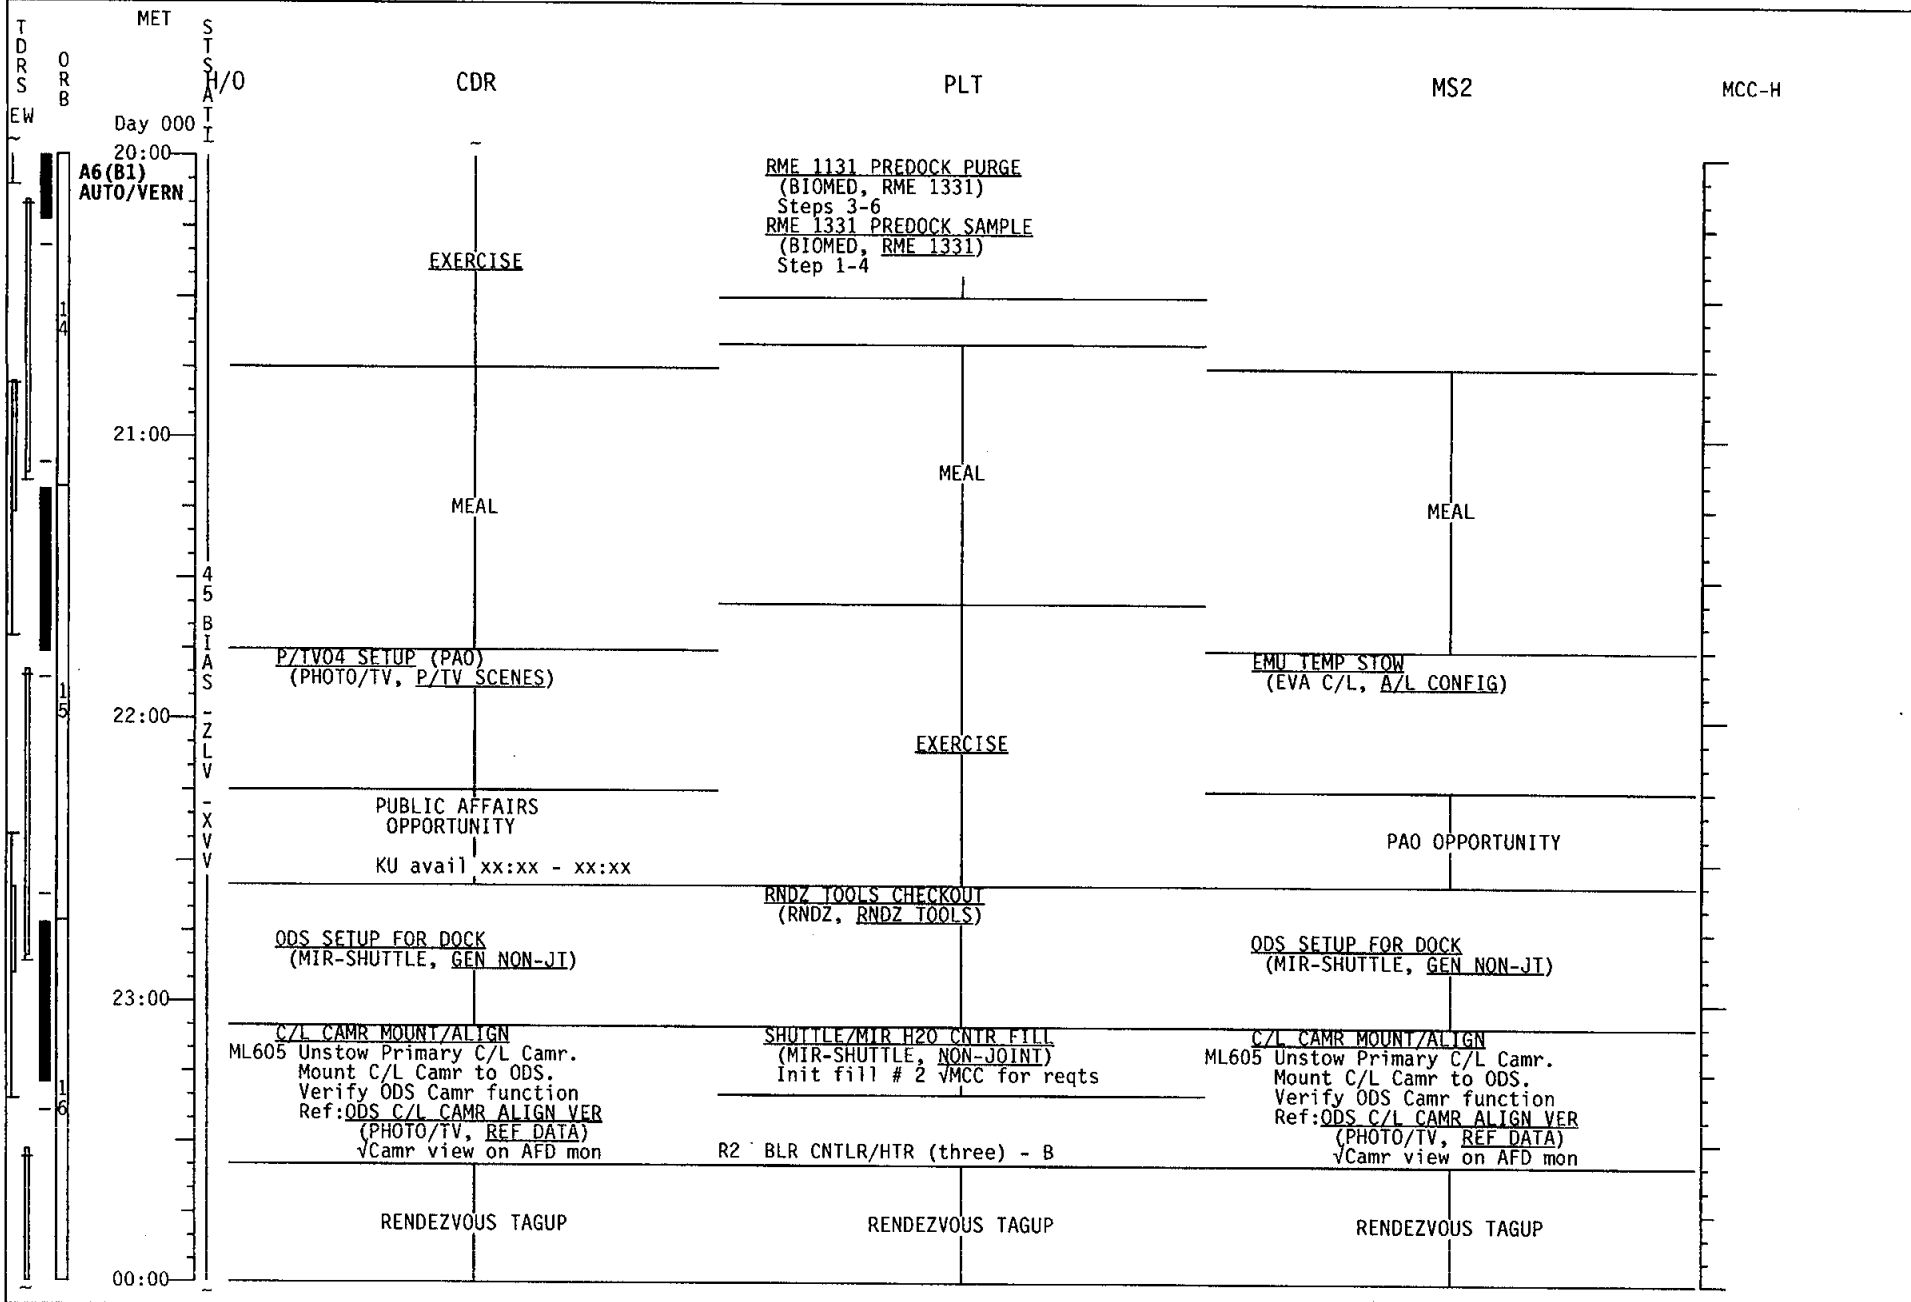 TDRS
EW
ORB
MET
STS ATTI
H/O
CDR
PLT
MS2
MCC-H
Day 000
20:00
A6(B1)
AUTO/VERN
21:00
22:00
23:00
00:00
14
15
16
45 BIAS -ZLV -XVV
EXERCISE
MEAL
P/TV04 SETUP (PAO)
(PHOTO/TV, P/TV SCENES)
PUBLIC AFFAIRS
OPPORTUNITY
KU avail xx:xx - xx:xx
ODS SETUP FOR DOCK
(MIR-SHUTTLE, GEN NON-JT)
C/L CAMR MOUNT/ALIGN
ML605 Unstow Primary C/L Camr.
Mount C/L Camr to ODS.
Verify ODS Camr function
Ref:ODS C/L CAMR ALIGN VER
(PHOTO/TV, REF DATA)
√Camr view on AFD mon
RENDEZVOUS TAGUP
RME 1131 PREDOCK PURGE
(BIOMED, RME 1331)
Steps 3-6
RME 1331 PREDOCK SAMPLE
(BIOMED, RME 1331)
Step 1-4
MEAL
EXERCISE
RNDZ TOOLS CHECKOUT
(RNDZ, RNDZ TOOLS)
SHUTTLE/MIR H2O CNTR FILL
(MIR-SHUTTLE, NON-JOINT)
Init fill # 2 √MCC for reqts
R2 BLR CNTLR/HTR (three) - B
RENDEZVOUS TAGUP
MEAL
EMU TEMP STOW
(EVA C/L, A/L CONFIG)
PAO OPPORTUNITY
ODS SETUP FOR DOCK
(MIR-SHUTTLE, GEN NON-JT)
C/L CAMR MOUNT/ALIGN
ML605 Unstow Primary C/L Camr.
Mount C/L Camr to ODS.
Verify ODS Camr function
Ref:ODS C/L CAMR ALIGN VER
(PHOTO/TV, REF DATA)
√Camr view on AFD mon
RENDEZVOUS TAGUP